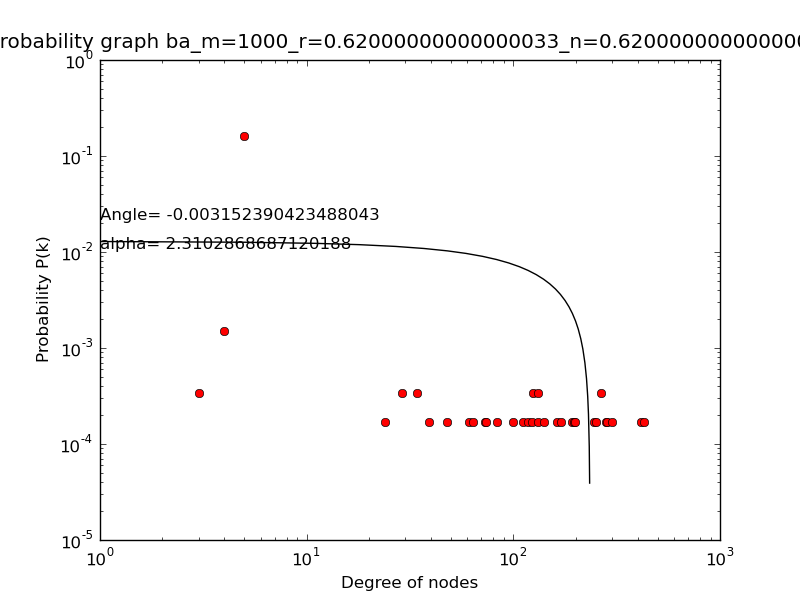 robability graph ba_m=1000_r=0.62000000000000033_n=0.6200000000000000
10^0
10^-1
Angle= -0.003152390423488043
alpha= 2.3102868687120188
10^-2
Probability P(k)
10^-3
10^-4
10^-5
10^0 10^1 10^2 10^3
Degree of nodes